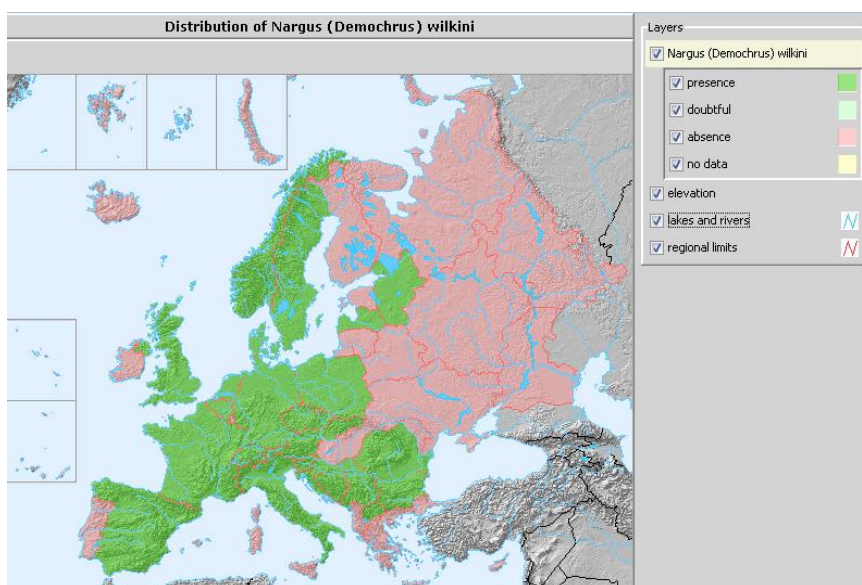 Distribution of Nargus (Demochrus) wilkini
Layers
Nargus (Demochrus) wilkini
presence
doubtful
absence
no data
elevation
lakes and rivers
regional limits